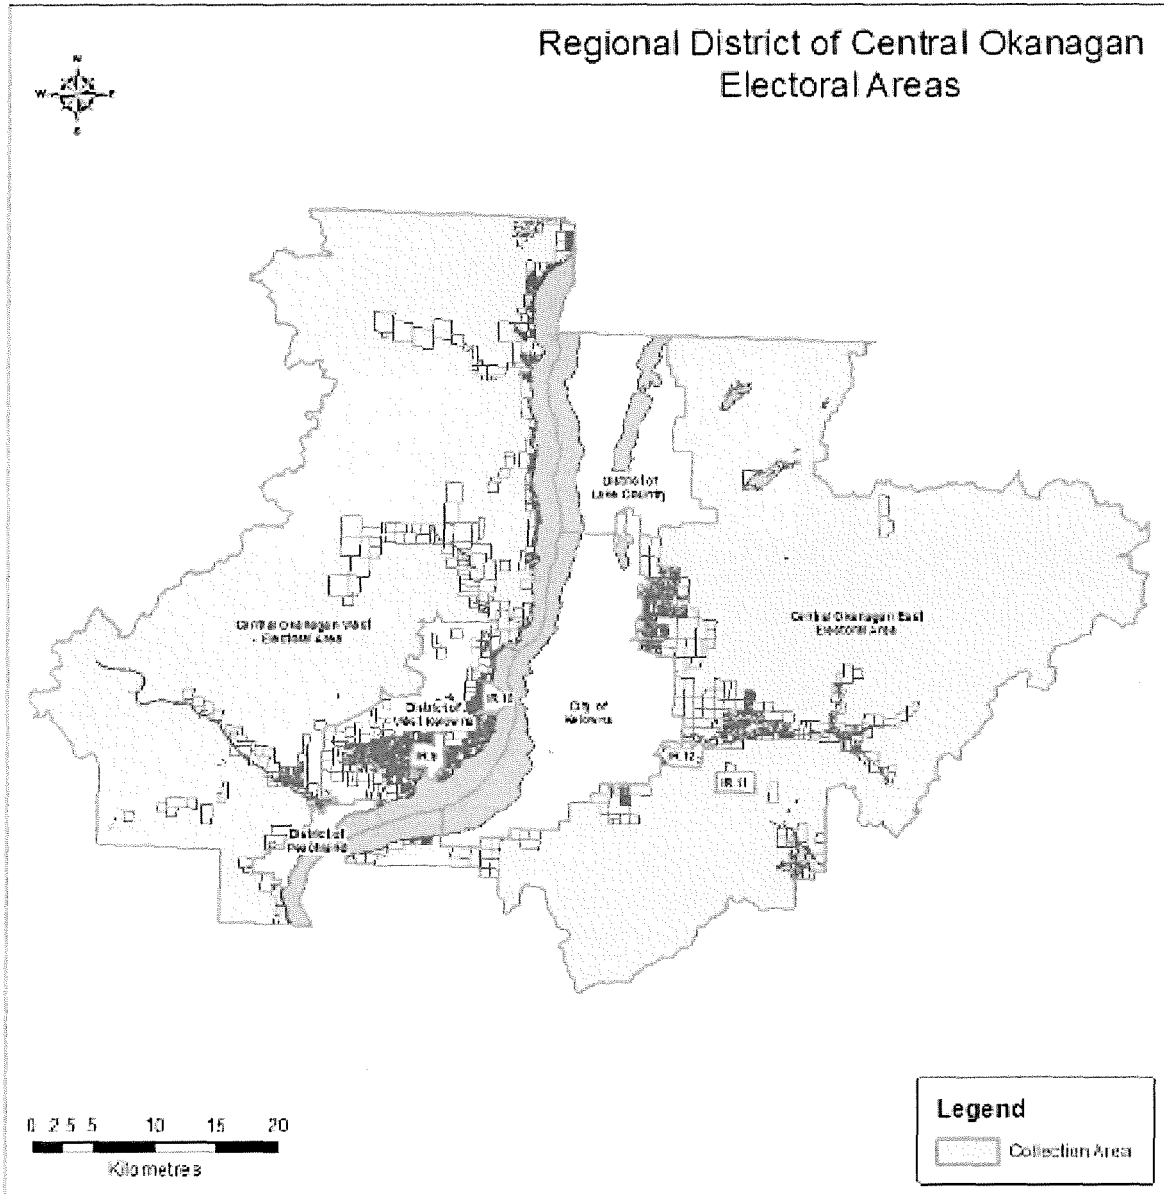 Regional District of Central Okanagan
Electoral Areas
N
W
E
S
District of
Lake Country
Central Okanagan West
Electoral Area
Central Okanagan East
Electoral Area
IR 10
District of
West Kelowna
City of
Kelowna
IR 9
IR 12
IR 11
District of
Peachland
0 2.5 5 10 15 20
Kilometres
Legend
Collection Area